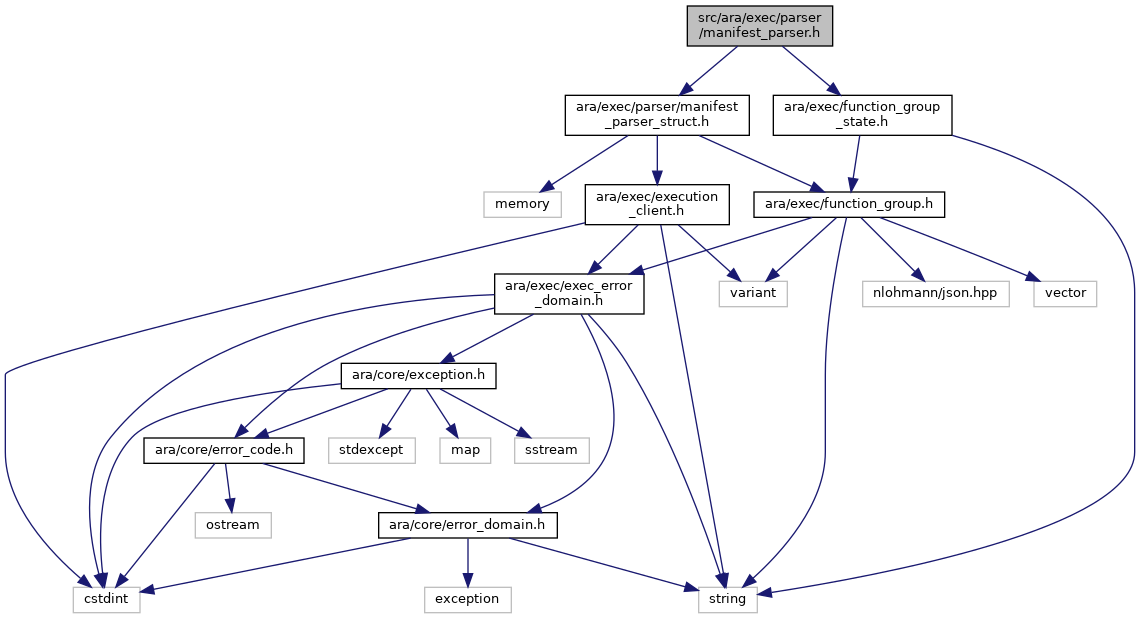 src/ara/exec/parser
/manifest_parser.h
ara/exec/parser/manifest
_parser_struct.h
ara/exec/function_group
_state.h
memory
ara/exec/execution
_client.h
ara/exec/function_group.h
ara/exec/exec_error
_domain.h
variant
nlohmann/json.hpp
vector
ara/core/exception.h
ara/core/error_code.h
stdexcept
map
sstream
ostream
ara/core/error_domain.h
cstdint
exception
string